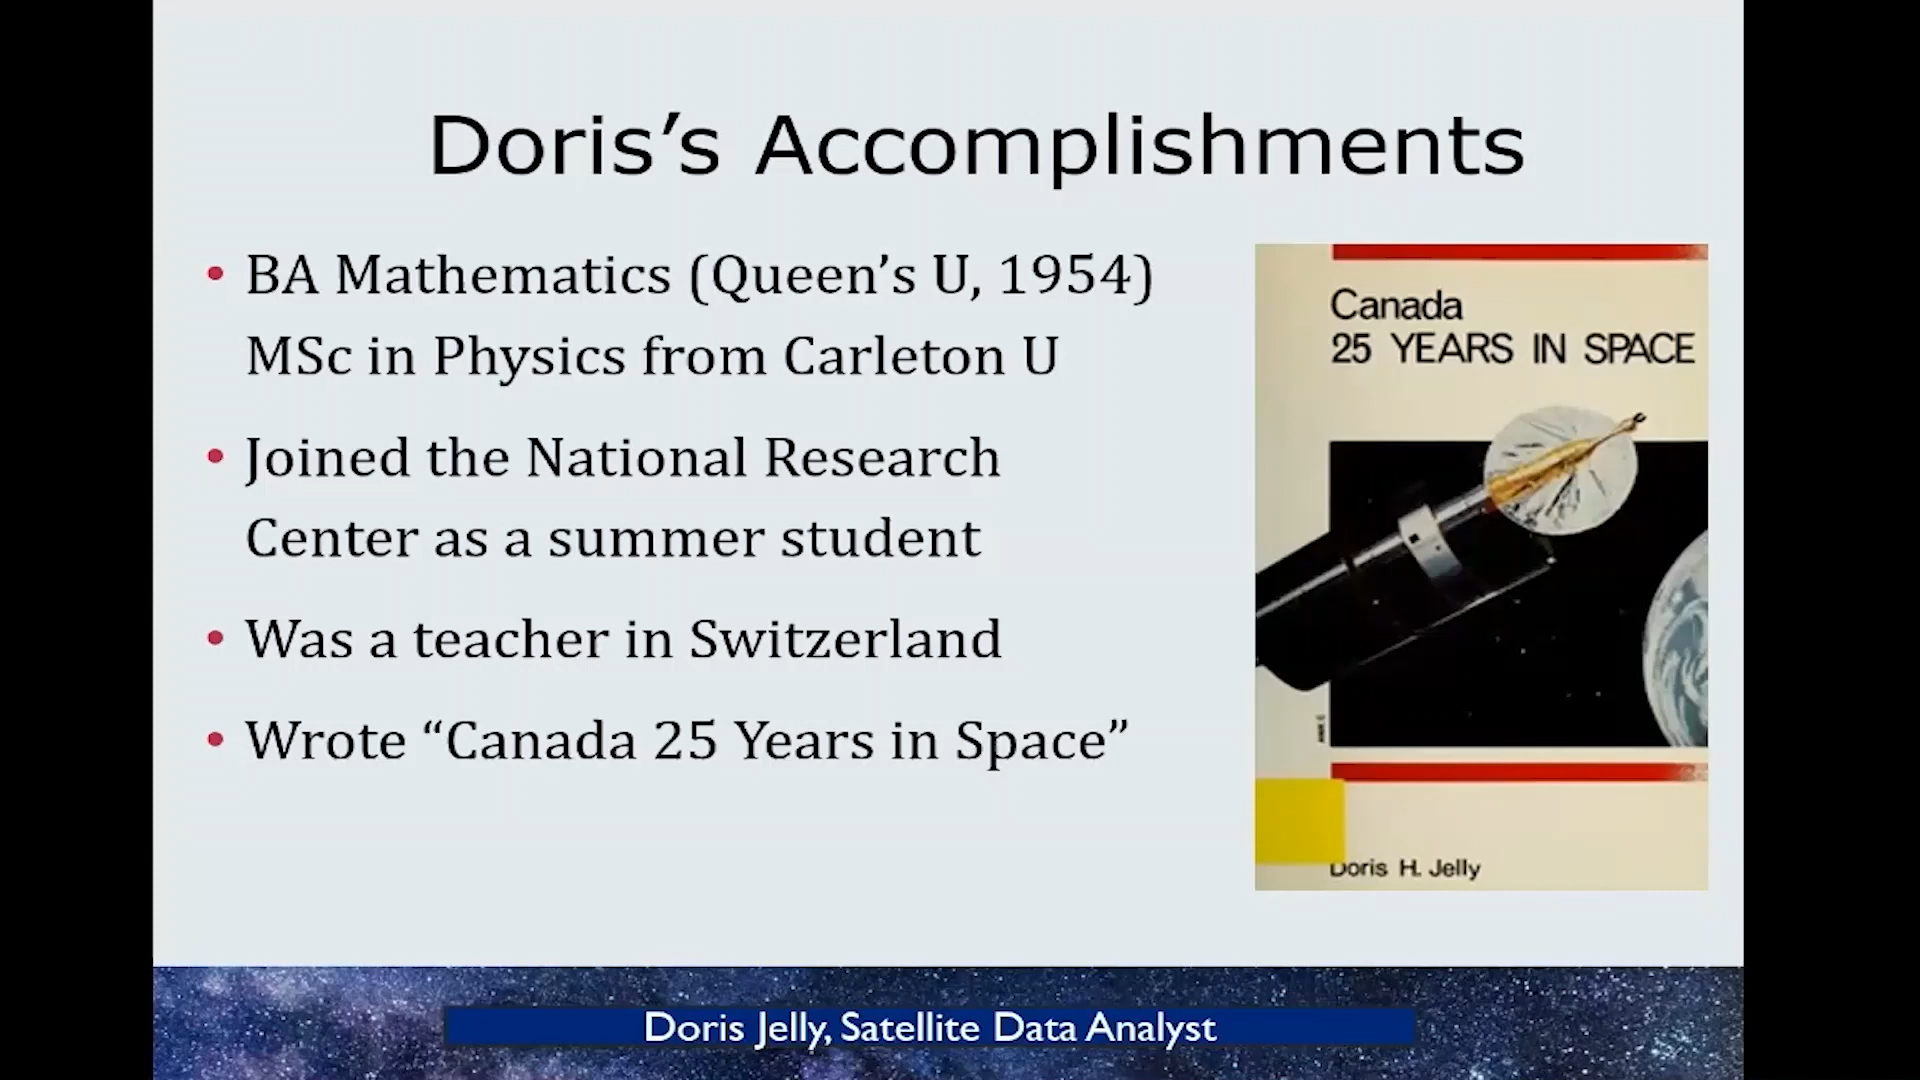 Doris’s Accomplishments
• BA Mathematics (Queen’s U, 1954)
MSc in Physics from Carleton U
• Joined the National Research
Center as a summer student
• Was a teacher in Switzerland
• Wrote “Canada 25 Years in Space”
Canada
25 YEARS IN SPACE
Doris H. Jelly
Doris Jelly, Satellite Data Analyst